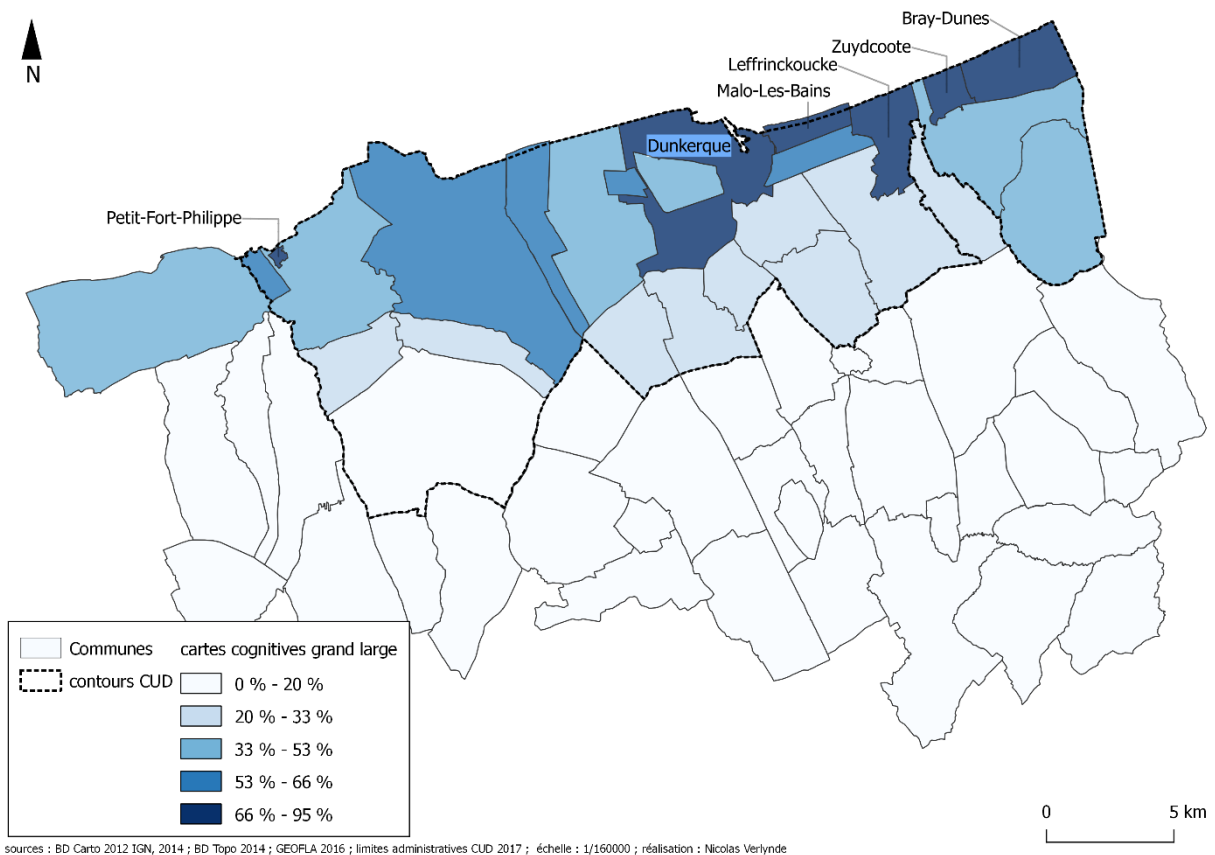 Bray-Dunes
Zuydcoote
Leffrinckoucke
Malo-Les-Bains
N
Dunkerque
Petit-Fort-Philippe
Communes
contours CUD
cartes cognitives grand large
0 % - 20 %
20 % - 33 %
33 % - 53 %
53 % - 66 %
66 % - 95 %
0 5 km
sources : BD Carto 2012 IGN, 2014 ; BD Topo 2014 ; GEOFLA 2016 ; limites administratives CUD 2017 ; échelle : 1/160000 ; réalisation : Nicolas Verlynde